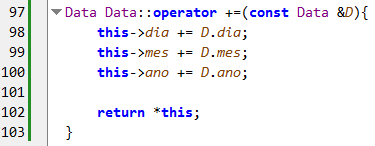 97 Data Data::operator +=(const Data &D){
98 this->dia += D.dia;
99 this->mes += D.mes;
100 this->ano += D.ano;
101
102 return *this;
103 }